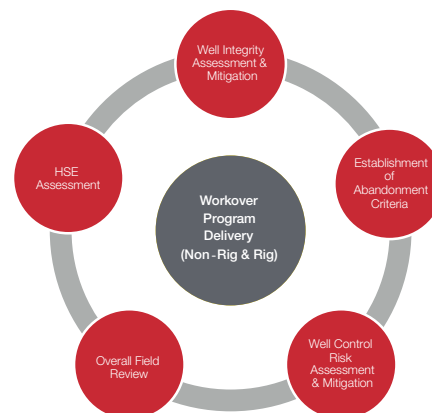 Well Integrity
Assessment &
Mitigation
HSE
Assessment
Establishment
of
Abandonment
Criteria
Workover
Program
Delivery
(Non-Rig & Rig)
Overall Field
Review
Well Control
Risk
Assessment
& Mitigation